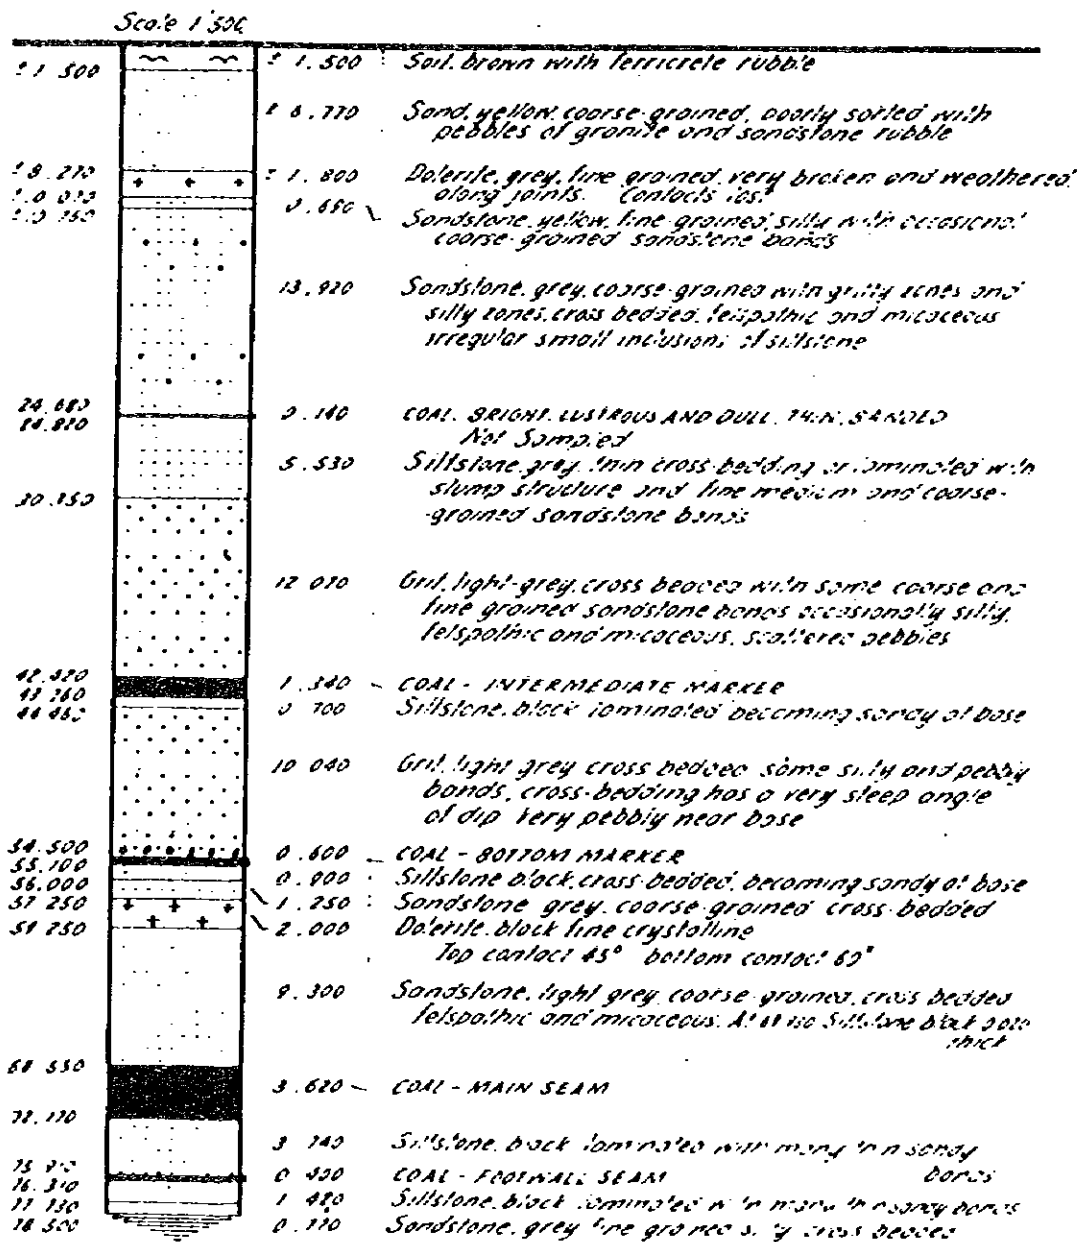 Scale 1:500
± 1.500 ± 1.500 : Soil, brown with ferricrete rubble
± 6.770 Sand, yellow, coarse-grained, poorly sorted with
pebbles of granite and sandstone rubble
± 8.270 ± 1.800 Dolerite, grey, fine grained, very broken and weathered
along joints. Contacts lost
0.650 Sandstone, yellow, fine-grained, silty with occasional
coarse-grained sandstone bands
13.920 Sandstone, grey, coarse-grained with gritty zones and
silty zones, cross bedded, felspathic and micaceous
irregular small inclusions of siltstone
24.680
24.820 0.140 COAL, BRIGHT, LUSTROUS AND DULL, THIN, BANDED
Not Sampled
5.530 Siltstone, grey, thin cross-bedding or laminated with
slump structure and fine medium and coarse-
-grained sandstone bands
30.350
12.070 Grit, light-grey, cross bedded with some coarse and
fine grained sandstone bands occasionally silty,
felspathic and micaceous, scattered pebbles
42.420
43.760 1.340 - COAL - INTERMEDIATE MARKER
44.460 0.700 Siltstone, black laminated becoming sandy at base
10.040 Grit, light grey cross bedded some silty and pebbly
bands, cross-bedding has a very steep angle
of dip very pebbly near base
54.500 0.600 COAL - BOTTOM MARKER
55.100 0.900 Siltstone black, cross-bedded, becoming sandy at base
56.000 1.250 : Sandstone grey, coarse-grained cross-bedded
57.250 2.000 Dolerite, black fine crystalline
59.250 Top contact 45° bottom contact 60°
9.300 Sandstone, light grey, coarse-grained, cross bedded
felspathic and micaceous. At Siltstone black
thick
68.550
3.620 - COAL - MAIN SEAM
72.170
3.740 Siltstone, black laminated with many thin sandy
bands
75.910 0.400 COAL - FOOTWALL SEAM
76.310 1.420 Siltstone, black laminated with many thin sandy bands
77.730 0.770 Sandstone, grey fine grained silty cross bedded
78.500